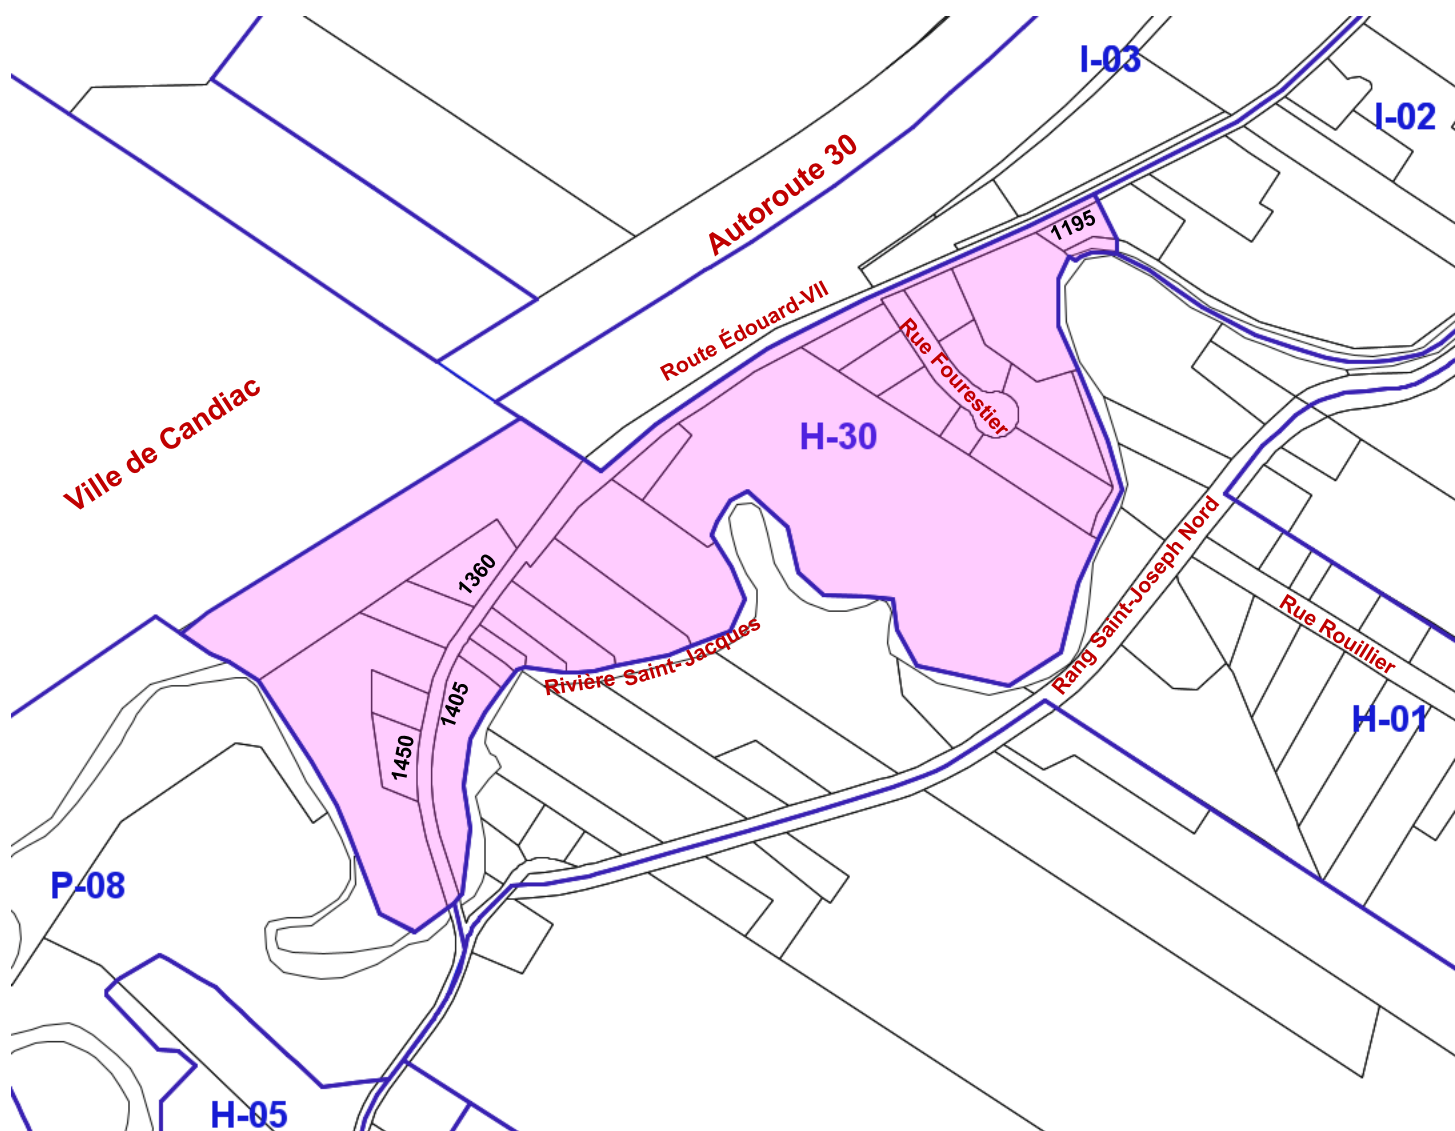 I-03
I-02
Autoroute 30
1195
Route Édouard-VII
Rue Fourestier
Ville de Candiac
H-30
1360
Rang Saint-Joseph Nord
Rue Rouillier
Rivière Saint-Jacques
1405
1450
H-01
P-08
H-05